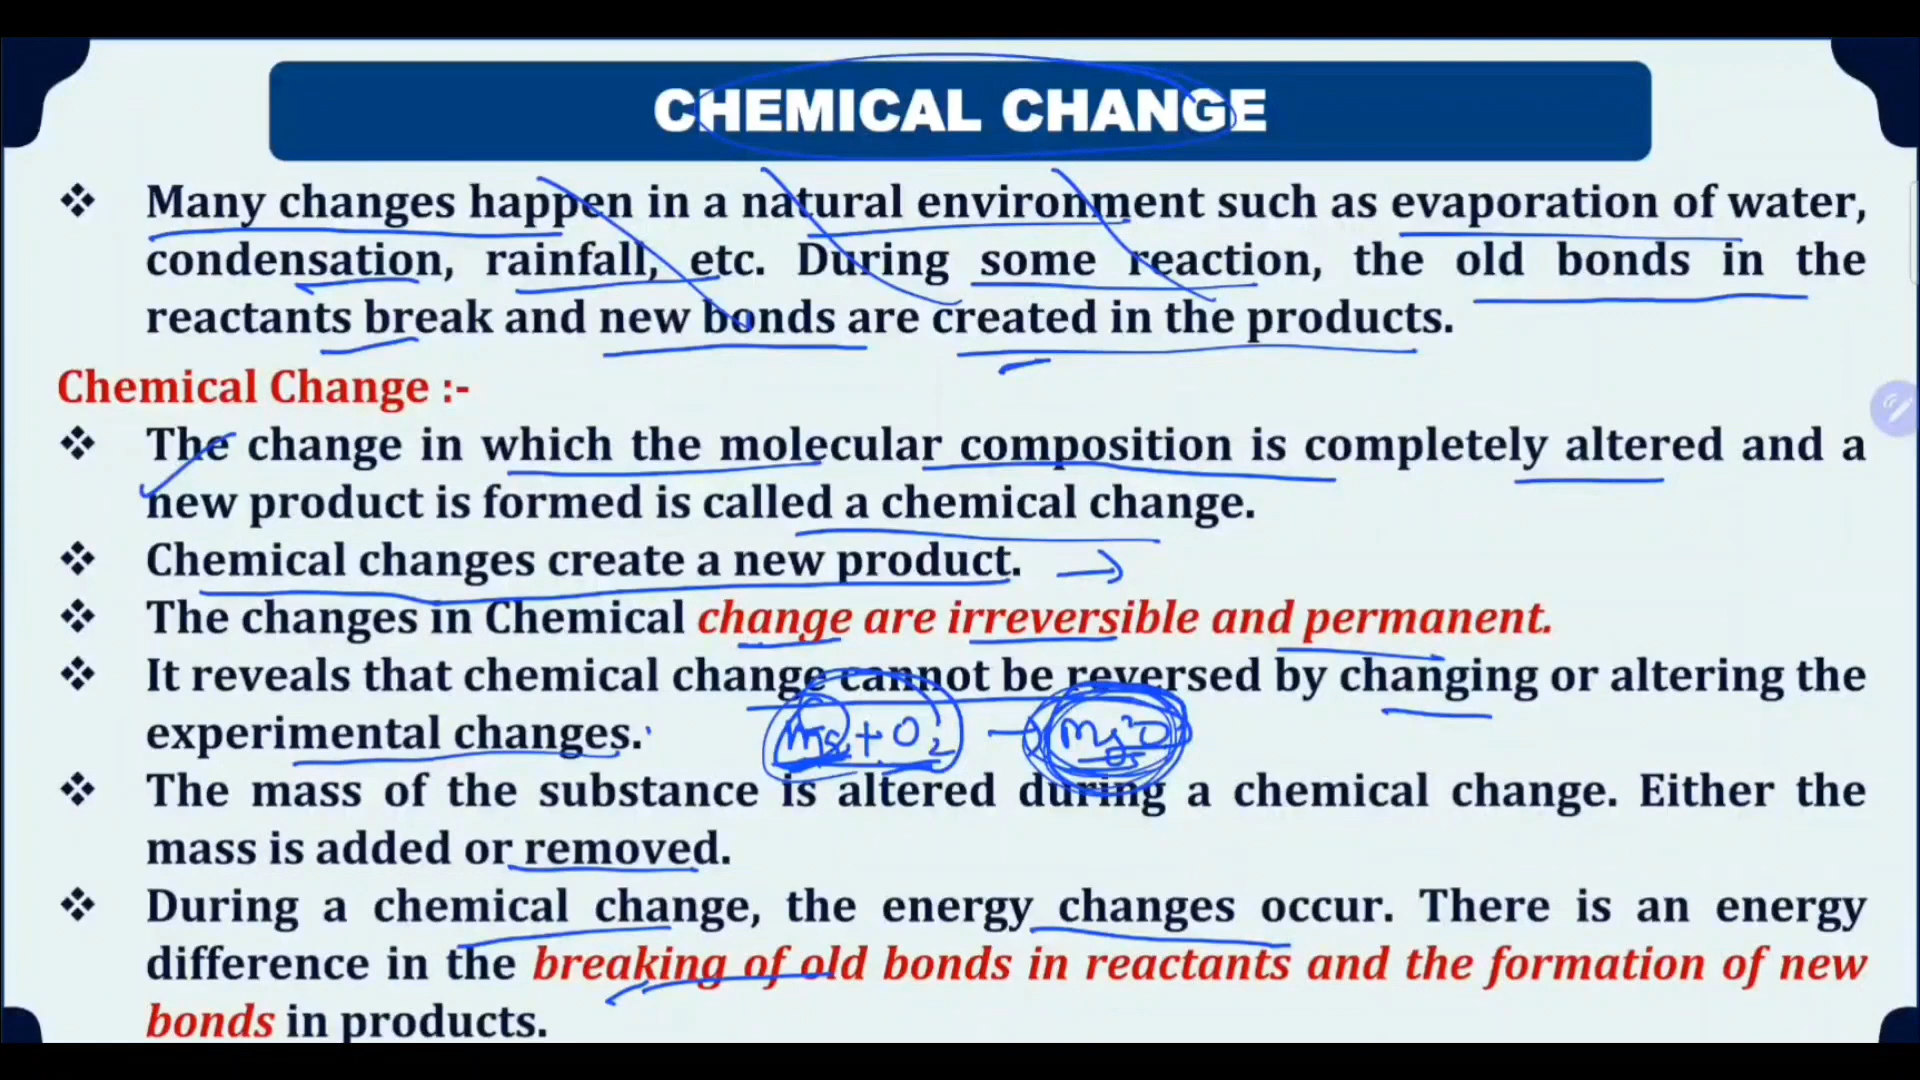 CHEMICAL CHANGE
❖ Many changes happen in a natural environment such as evaporation of water,
condensation, rainfall, etc. During some reaction, the old bonds in the
reactants break and new bonds are created in the products.
Chemical Change :-
❖ The change in which the molecular composition is completely altered and a
new product is formed is called a chemical change.
❖ Chemical changes create a new product. →
❖ The changes in Chemical change are irreversible and permanent.
❖ It reveals that chemical change cannot be reversed by changing or altering the
experimental changes.
+ O2 →
❖ The mass of the substance is altered during a chemical change. Either the
mass is added or removed.
❖ During a chemical change, the energy changes occur. There is an energy
difference in the breaking of old bonds in reactants and the formation of new
bonds in products.